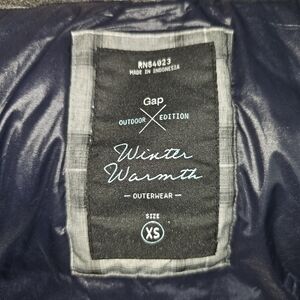 RN54023
MADE IN INDONESIA
Gap
OUTDOOR EDITION
Winter
Warmth
— OUTERWEAR —
SIZE
XS